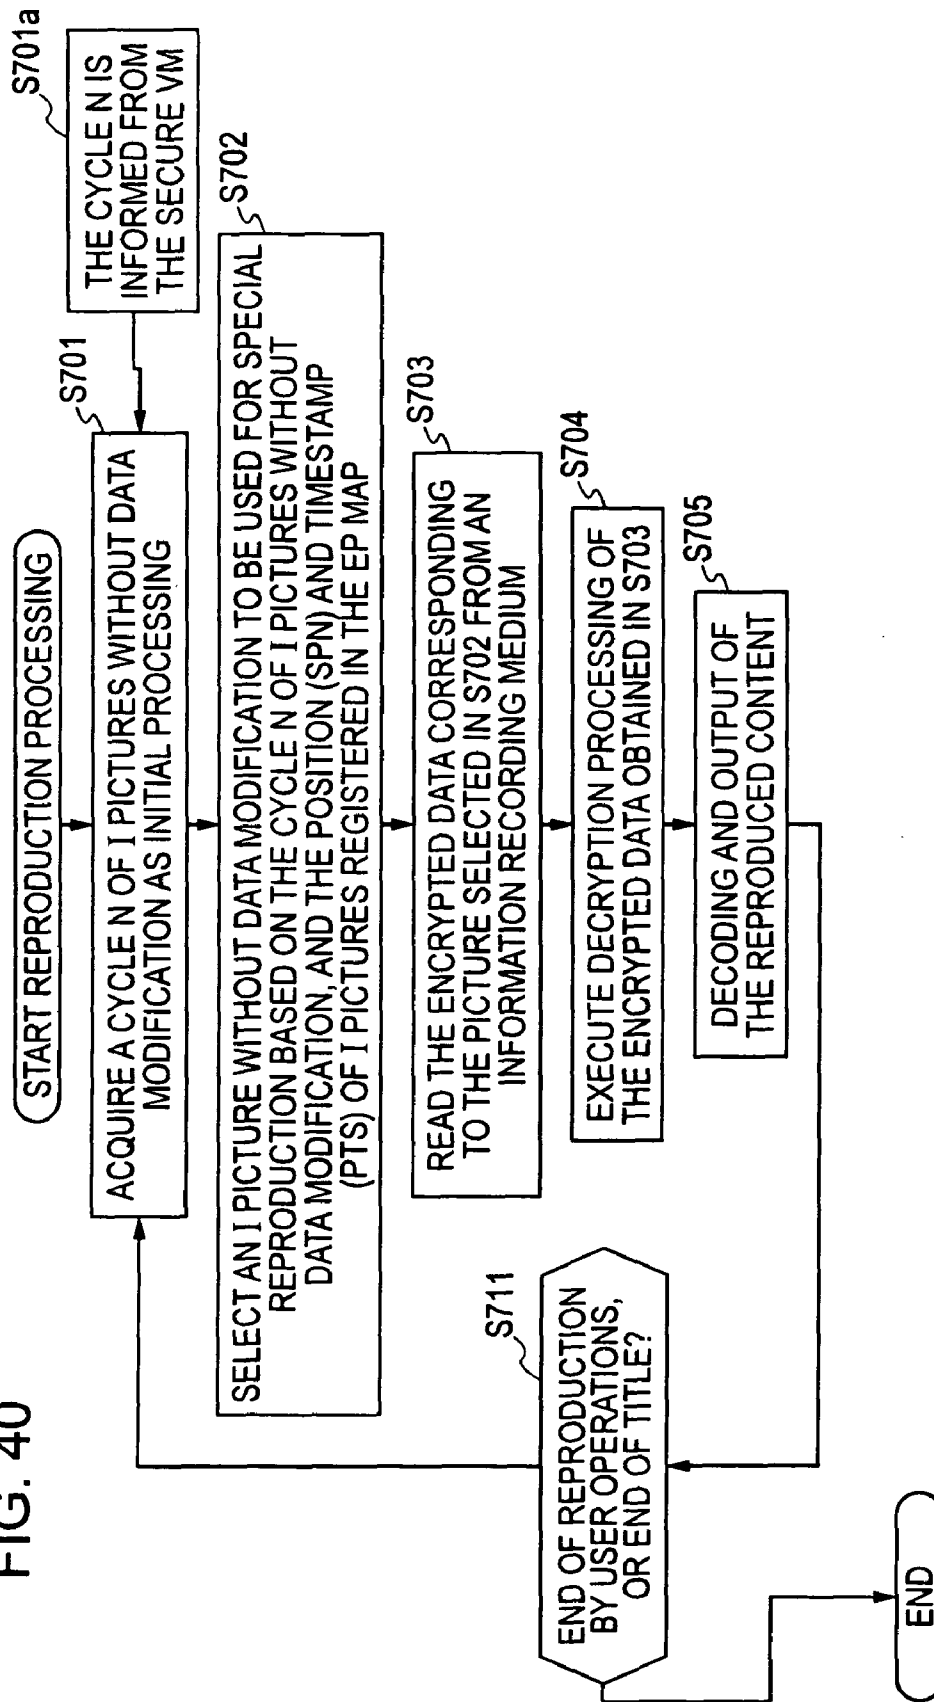 FIG. 40
START REPRODUCTION PROCESSING
S701a
THE CYCLE N IS
INFORMED FROM
THE SECURE VM
S701
ACQUIRE A CYCLE N OF I PICTURES WITHOUT DATA
MODIFICATION AS INITIAL PROCESSING
S702
SELECT AN I PICTURE WITHOUT DATA MODIFICATION TO BE USED FOR SPECIAL
REPRODUCTION BASED ON THE CYCLE N OF I PICTURES WITHOUT
DATA MODIFICATION, AND THE POSITION (SPN) AND TIMESTAMP
(PTS) OF I PICTURES REGISTERED IN THE EP MAP
S703
READ THE ENCRYPTED DATA CORRESPONDING
TO THE PICTURE SELECTED IN S702 FROM AN
INFORMATION RECORDING MEDIUM
S704
EXECUTE DECRYPTION PROCESSING OF
THE ENCRYPTED DATA OBTAINED IN S703
S705
DECODING AND OUTPUT OF
THE REPRODUCED CONTENT
S711
END OF REPRODUCTION
BY USER OPERATIONS,
OR END OF TITLE?
END